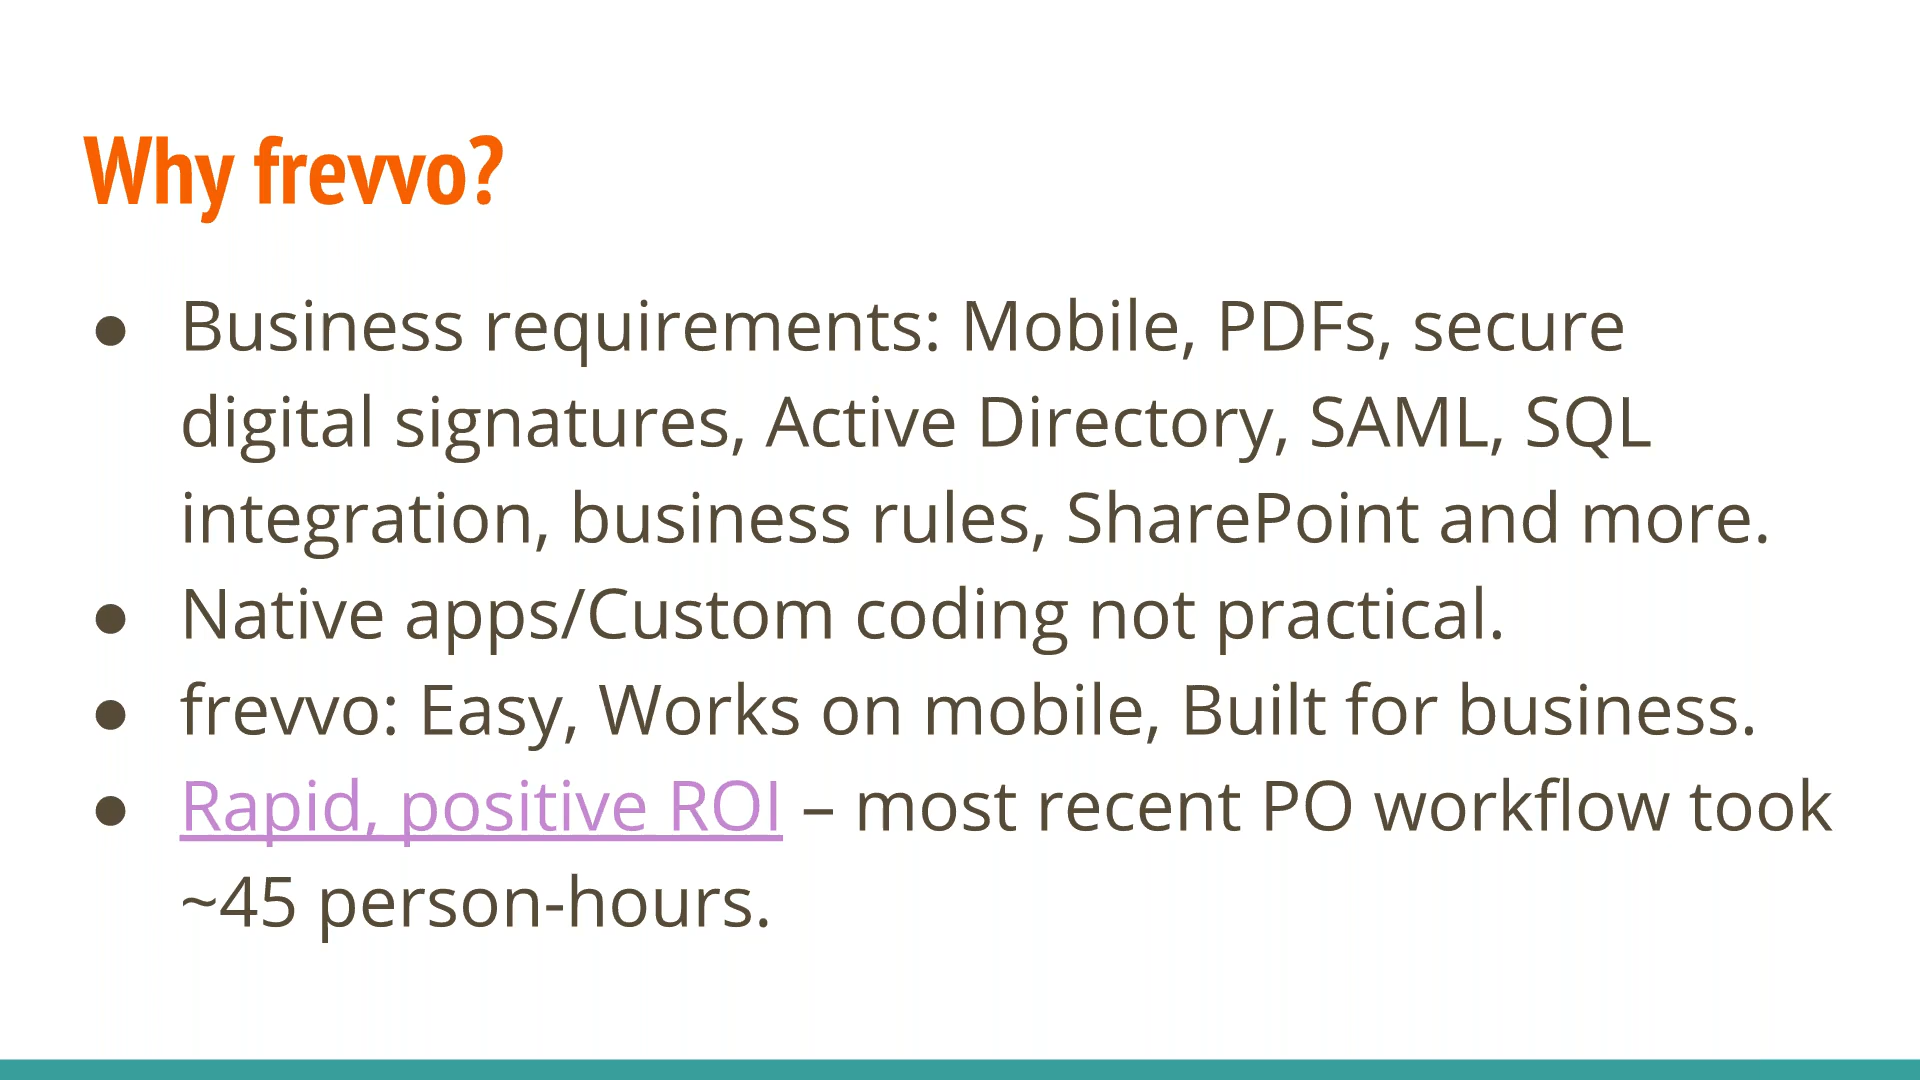 Why frevvo?
● Business requirements: Mobile, PDFs, secure
digital signatures, Active Directory, SAML, SQL
integration, business rules, SharePoint and more.
● Native apps/Custom coding not practical.
● frevvo: Easy, Works on mobile, Built for business.
● Rapid, positive ROI – most recent PO workflow took
~45 person-hours.